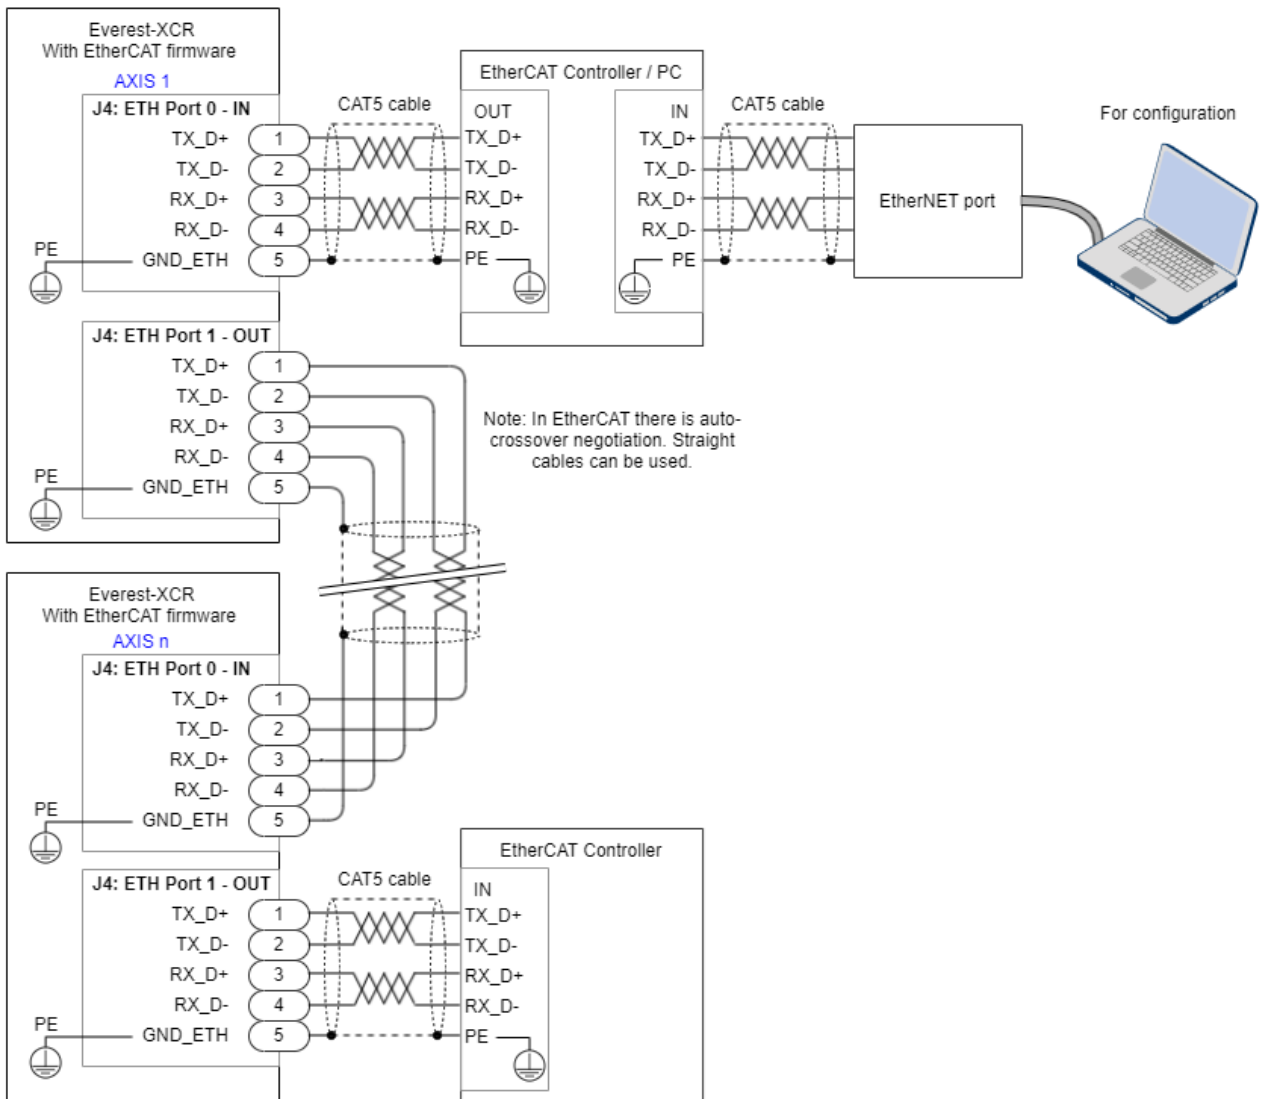 Everest-XCR
With EtherCAT firmware
AXIS 1
J4: ETH Port 0 - IN
TX_D+
1
TX_D-
2
RX_D+
3
RX_D-
4
PE
GND_ETH
5
CAT5 cable
EtherCAT Controller / PC
OUT
TX_D+
TX_D-
RX_D+
RX_D-
PE
IN
TX_D+
TX_D-
RX_D+
RX_D-
PE
CAT5 cable
EtherNET port
For configuration
J4: ETH Port 1 - OUT
TX_D+
1
TX_D-
2
RX_D+
3
RX_D-
4
PE
GND_ETH
5
Note: In EtherCAT there is auto-
crossover negotiation. Straight
cables can be used.
Everest-XCR
With EtherCAT firmware
AXIS n
J4: ETH Port 0 - IN
TX_D+
1
TX_D-
2
RX_D+
3
RX_D-
4
PE
GND_ETH
5
J4: ETH Port 1 - OUT
TX_D+
1
TX_D-
2
RX_D+
3
RX_D-
4
PE
GND_ETH
5
CAT5 cable
EtherCAT Controller
IN
TX_D+
TX_D-
RX_D+
RX_D-
PE